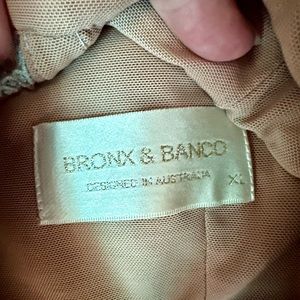 BRONX & BANCO
DESIGNED IN AUSTRALIA
XL